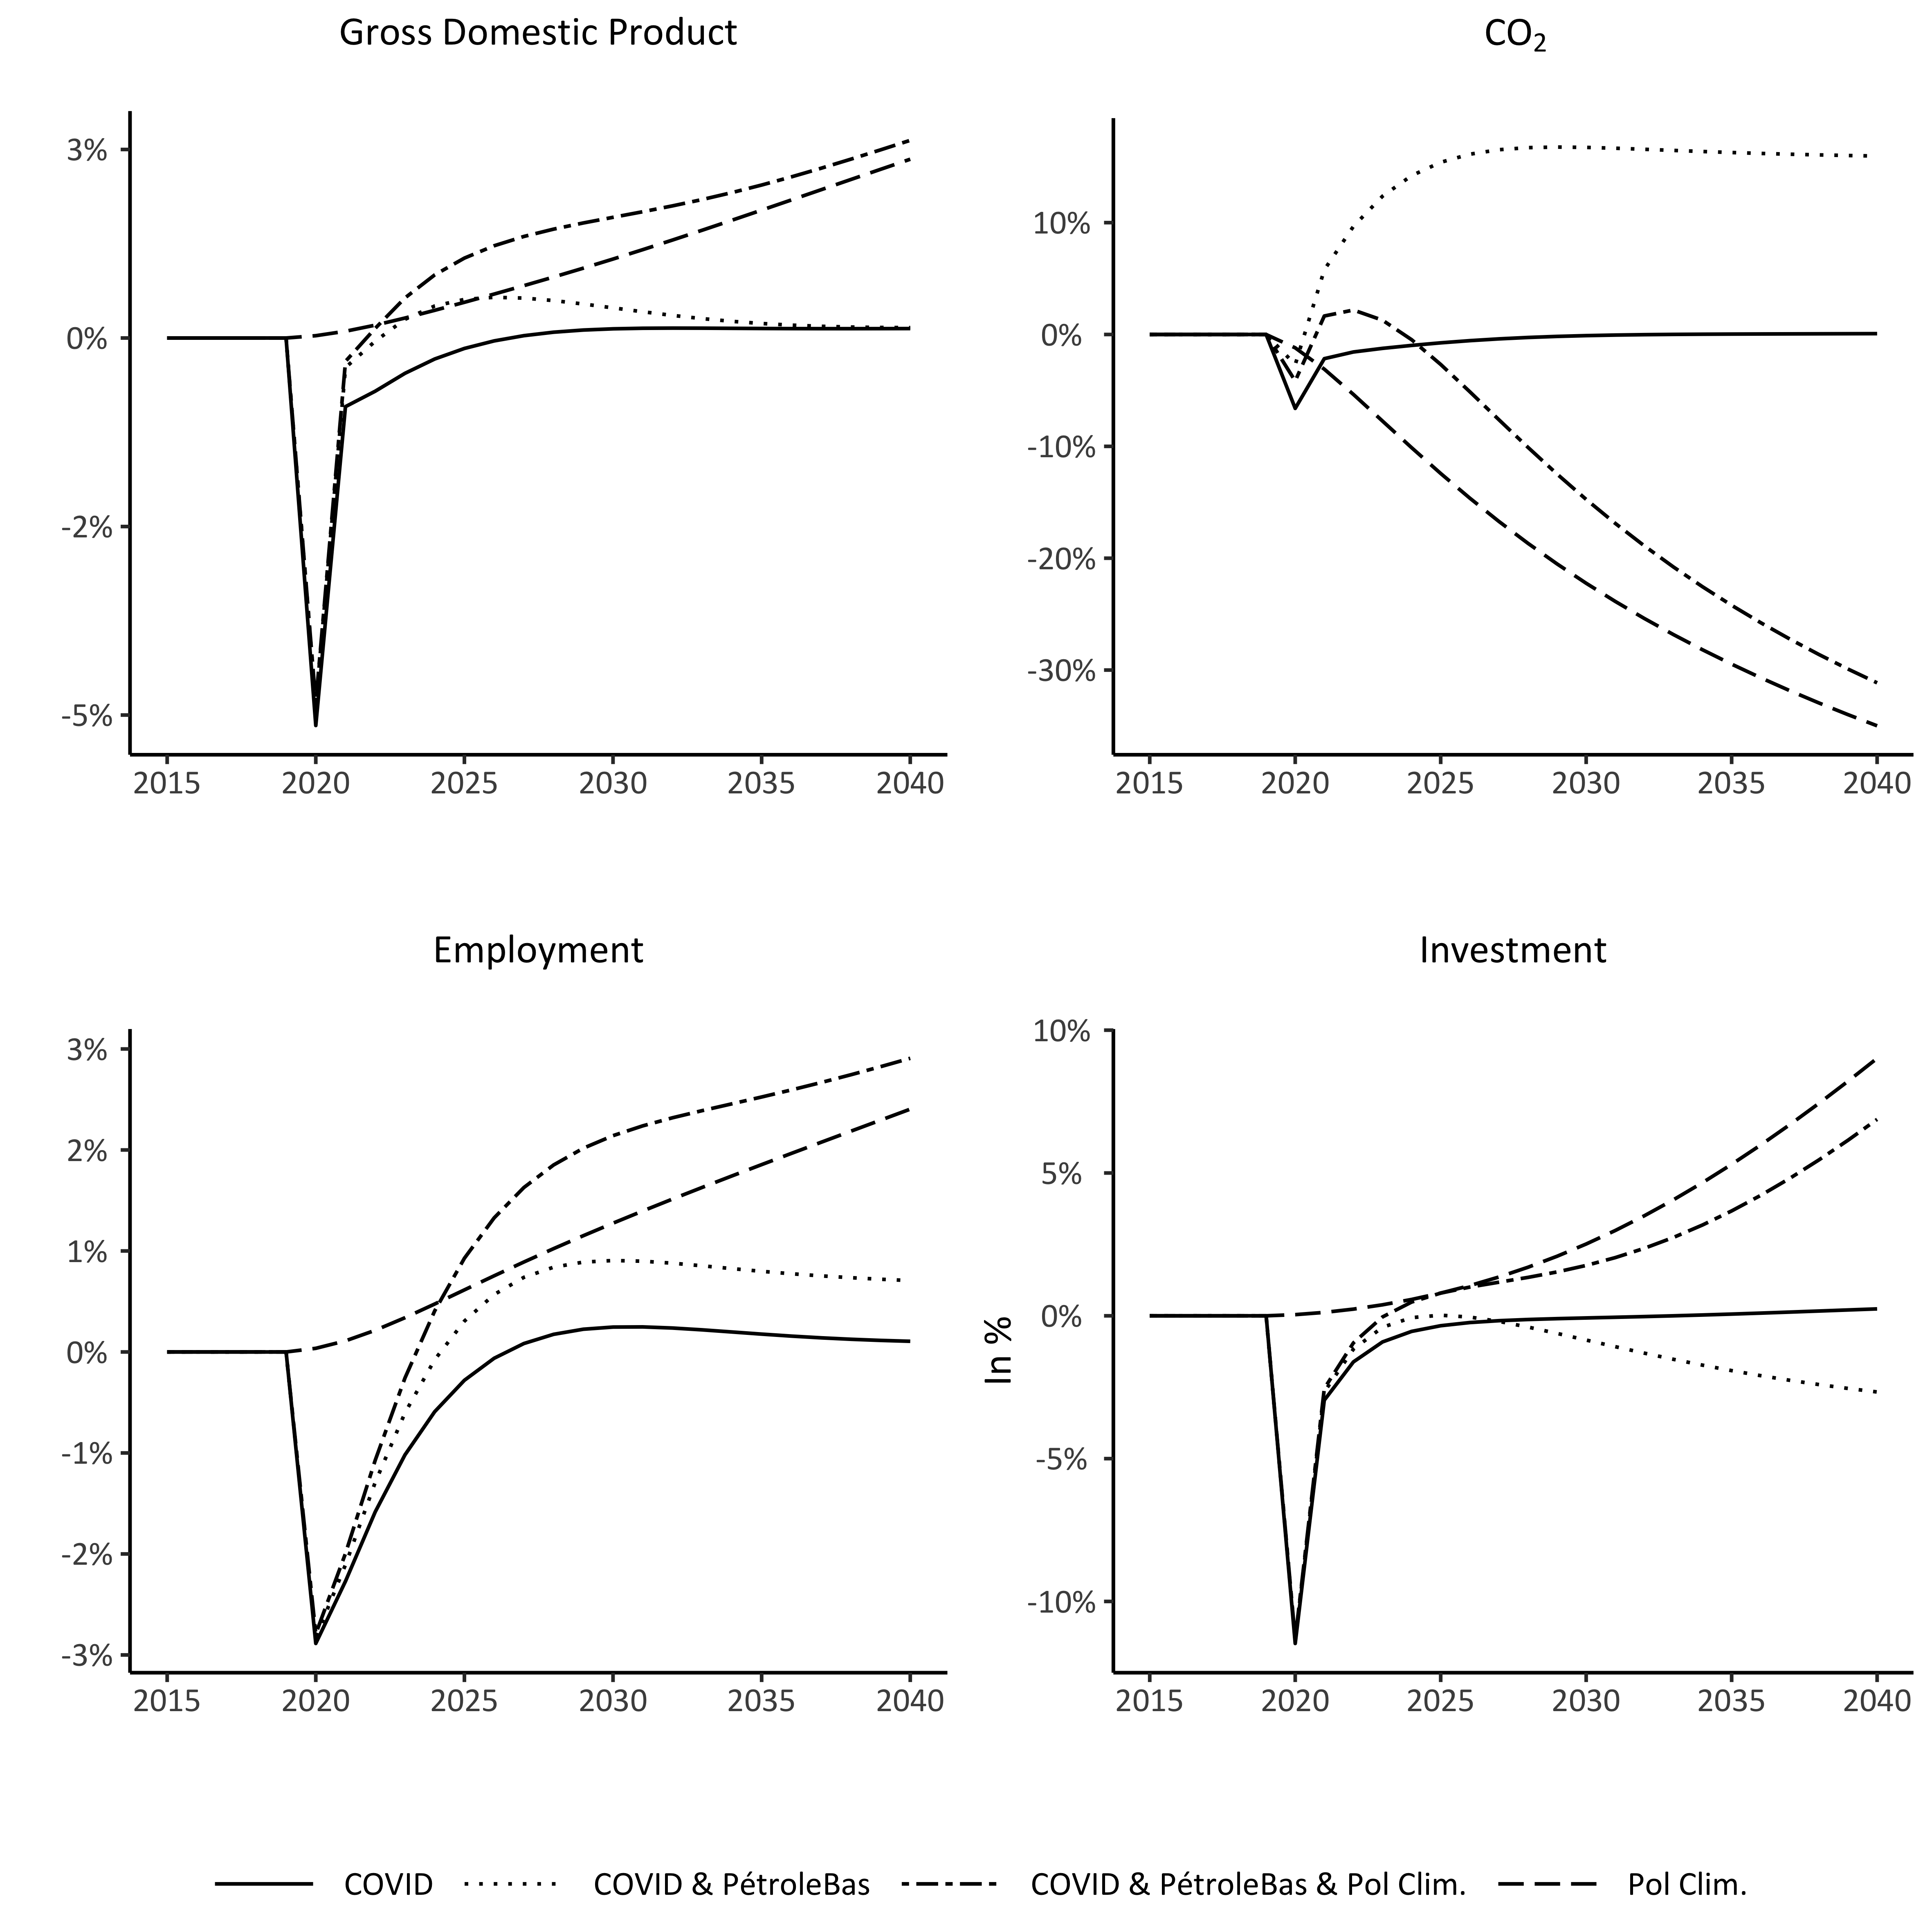 Gross Domestic Product
3%
0%
-2%
-5%
2015 2020 2025 2030 2035 2040
CO₂
10%
0%
-10%
-20%
-30%
2015 2020 2025 2030 2035 2040
Employment
3%
2%
1%
0%
-1%
-2%
-3%
2015 2020 2025 2030 2035 2040
Investment
In %
10%
5%
0%
-5%
-10%
2015 2020 2025 2030 2035 2040
COVID COVID & PétroleBas COVID & PétroleBas & Pol Clim. Pol Clim.